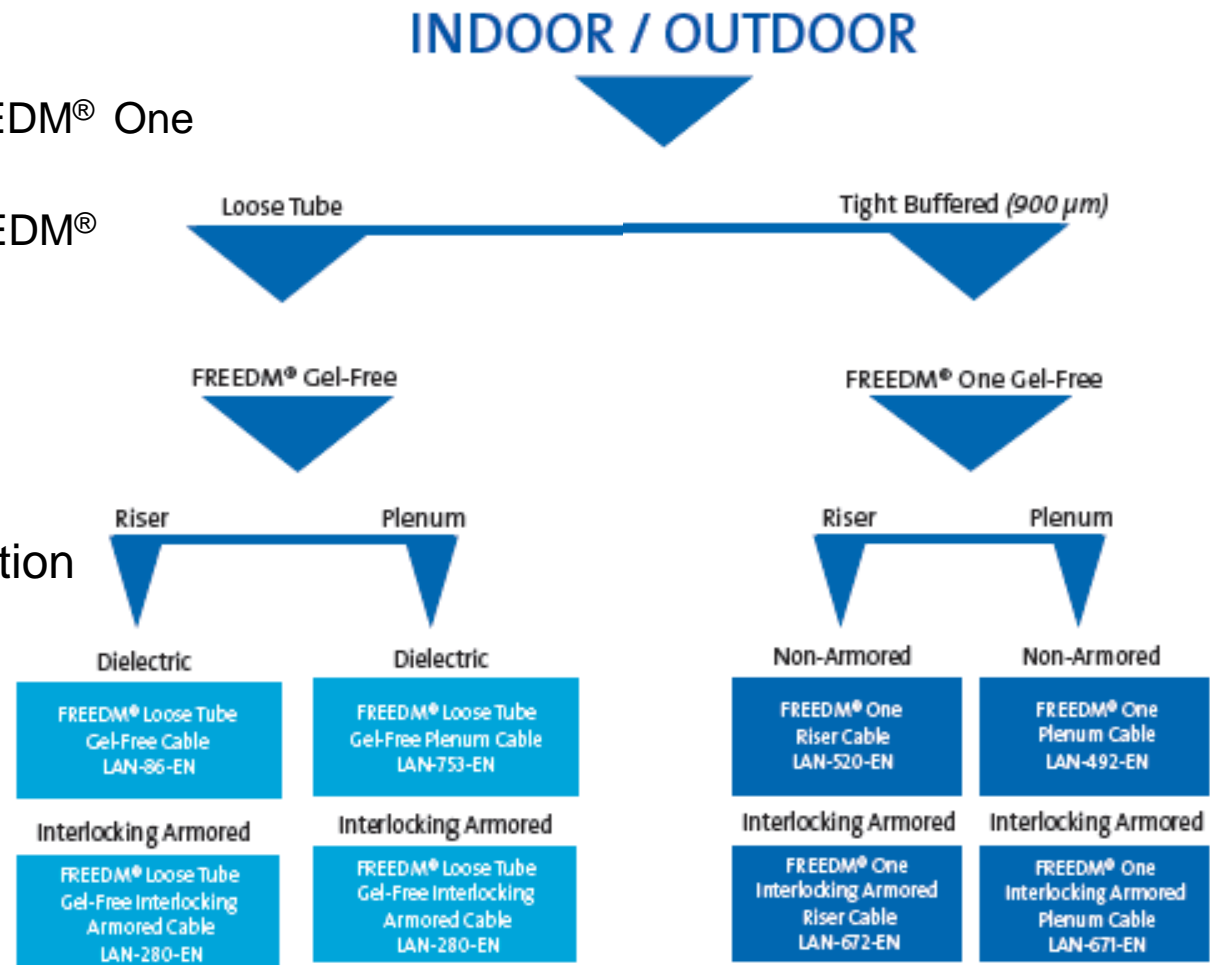 INDOOR / OUTDOOR
EDM® One
EDM®
tion
Loose Tube
Tight Buffered (900 µm)
FREEDM® Gel-Free
FREEDM® One Gel-Free
Riser
Plenum
Riser
Plenum
Dielectric
FREEDM® Loose Tube
Gel-Free Cable
LAN-86-EN
Dielectric
FREEDM® Loose Tube
Gel-Free Plenum Cable
LAN-753-EN
Non-Armored
FREEDM® One
Riser Cable
LAN-520-EN
Non-Armored
FREEDM® One
Plenum Cable
LAN-492-EN
Interlocking Armored
FREEDM® Loose Tube
Gel-Free Interlocking
Armored Cable
LAN-280-EN
Interlocking Armored
FREEDM® Loose Tube
Gel-Free Interlocking
Armored Cable
LAN-280-EN
Interlocking Armored
FREEDM® One
Interlocking Armored
Riser Cable
LAN-672-EN
Interlocking Armored
FREEDM® One
Interlocking Armored
Plenum Cable
LAN-671-EN